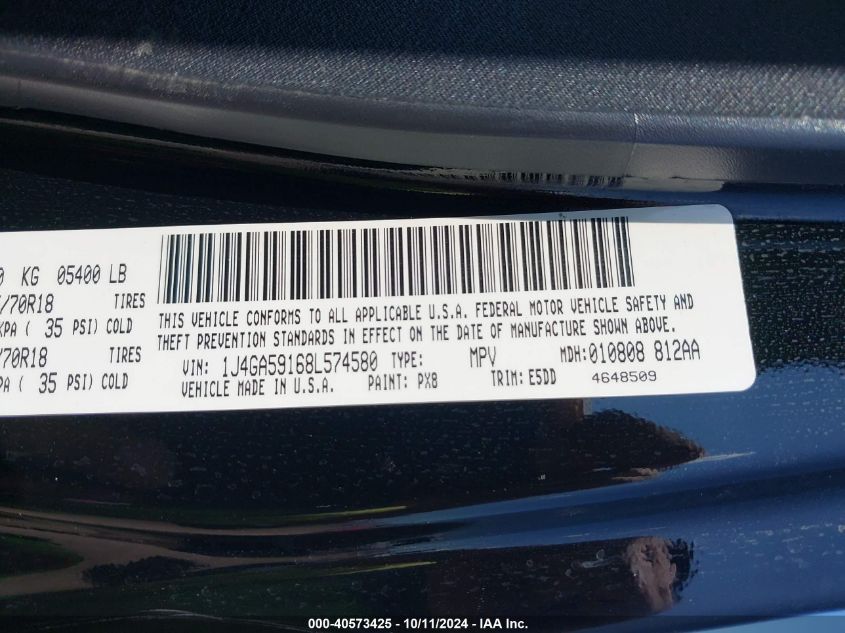 0 KG 05400 LB
/70R18 TIRES
KPA ( 35 PSI) COLD
/70R18 TIRES
PA ( 35 PSI) COLD
THIS VEHICLE CONFORMS TO ALL APPLICABLE U.S.A. FEDERAL MOTOR VEHICLE SAFETY AND
THEFT PREVENTION STANDARDS IN EFFECT ON THE DATE OF MANUFACTURE SHOWN ABOVE.
VIN: 1J4GA59168L574580 TYPE: MPV MDH: 010808 812AA
VEHICLE MADE IN U.S.A. PAINT: PX8 TRIM: E5DD 4648509
000-40573425 - 10/11/2024 - IAA Inc.